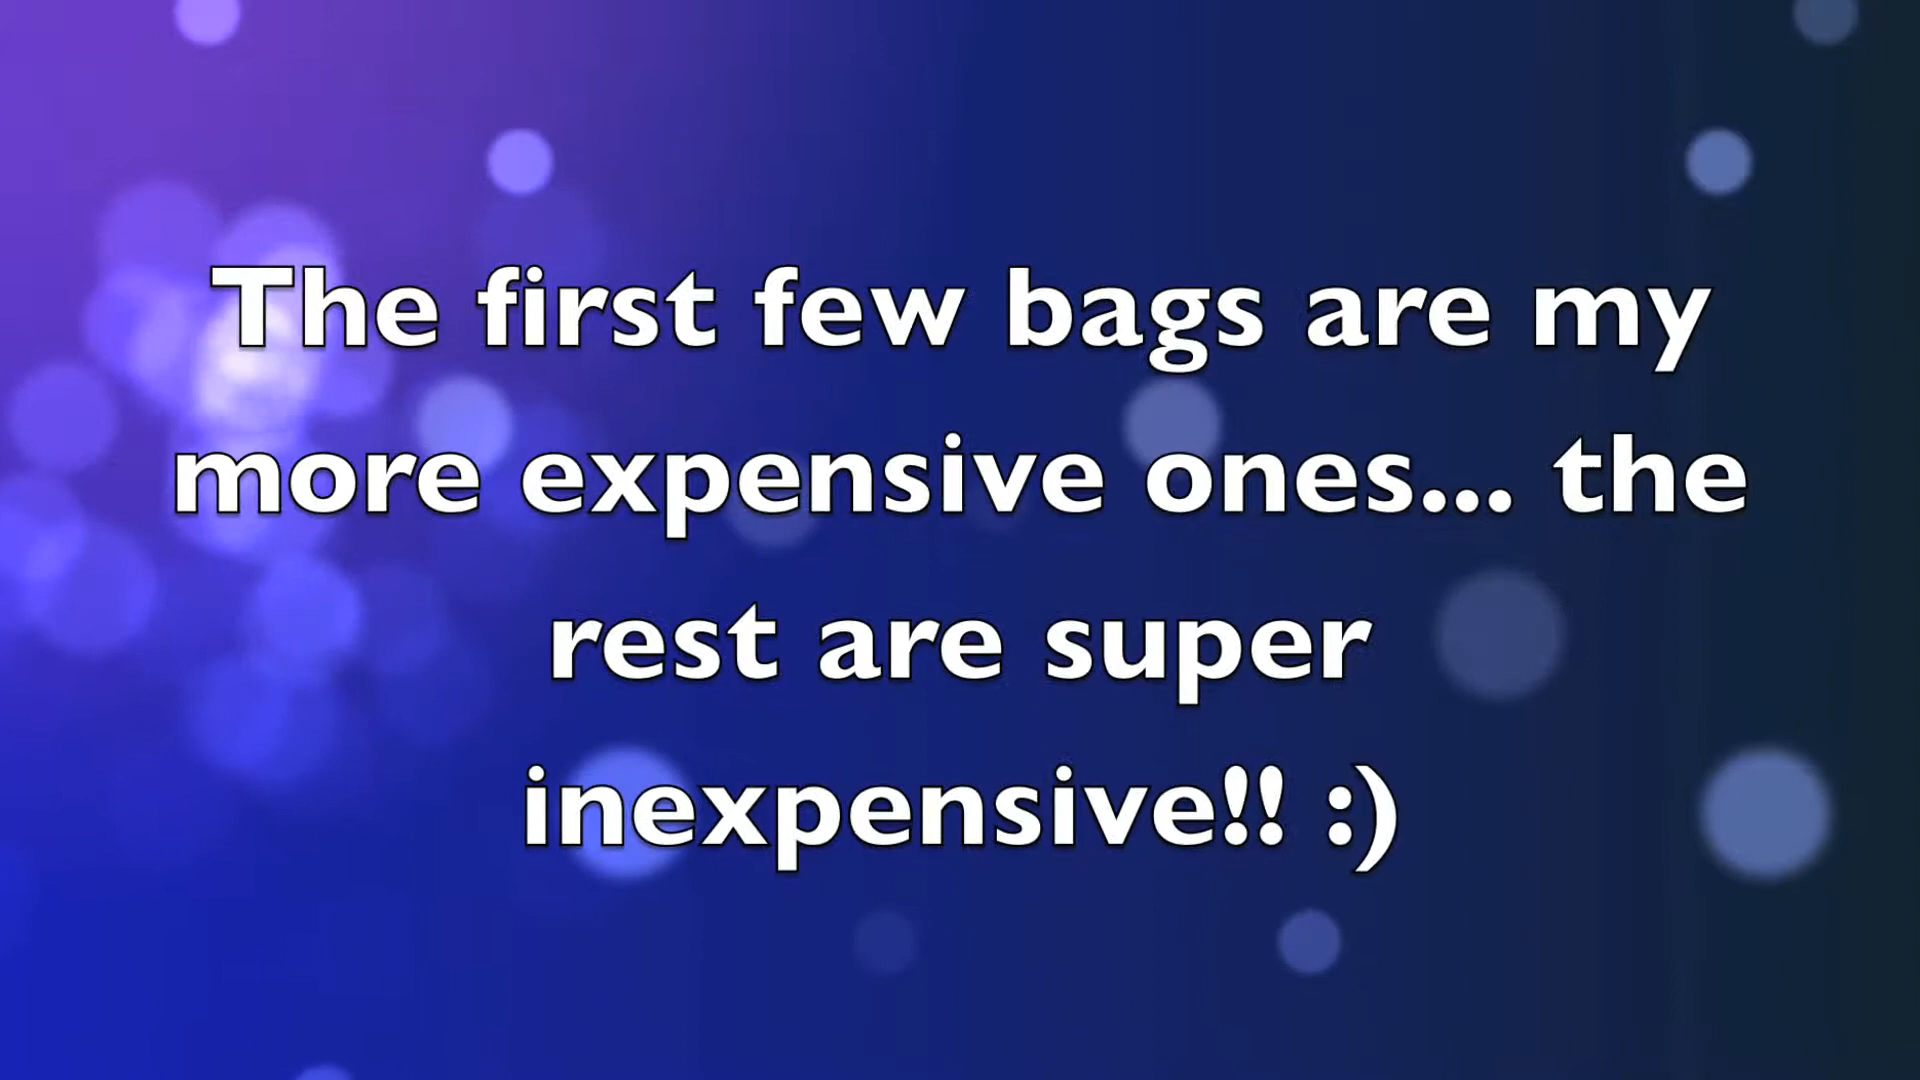 The first few bags are my
more expensive ones... the
rest are super
inexpensive!! :)